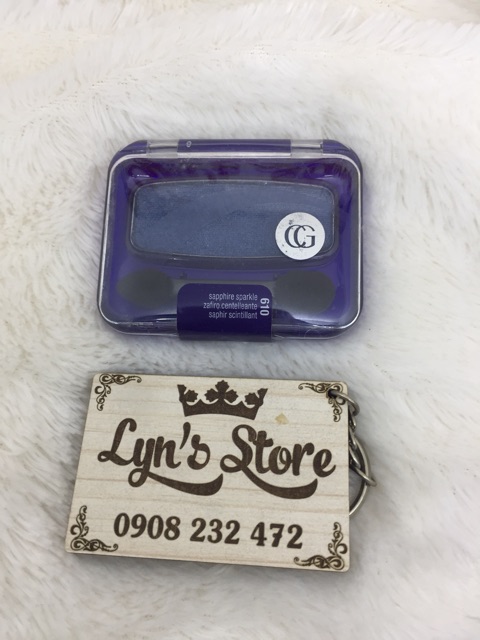 CG
sapphire sparkle
zafiro centelleante
saphir scintillant
610
Lyn's Store
0908 232 472